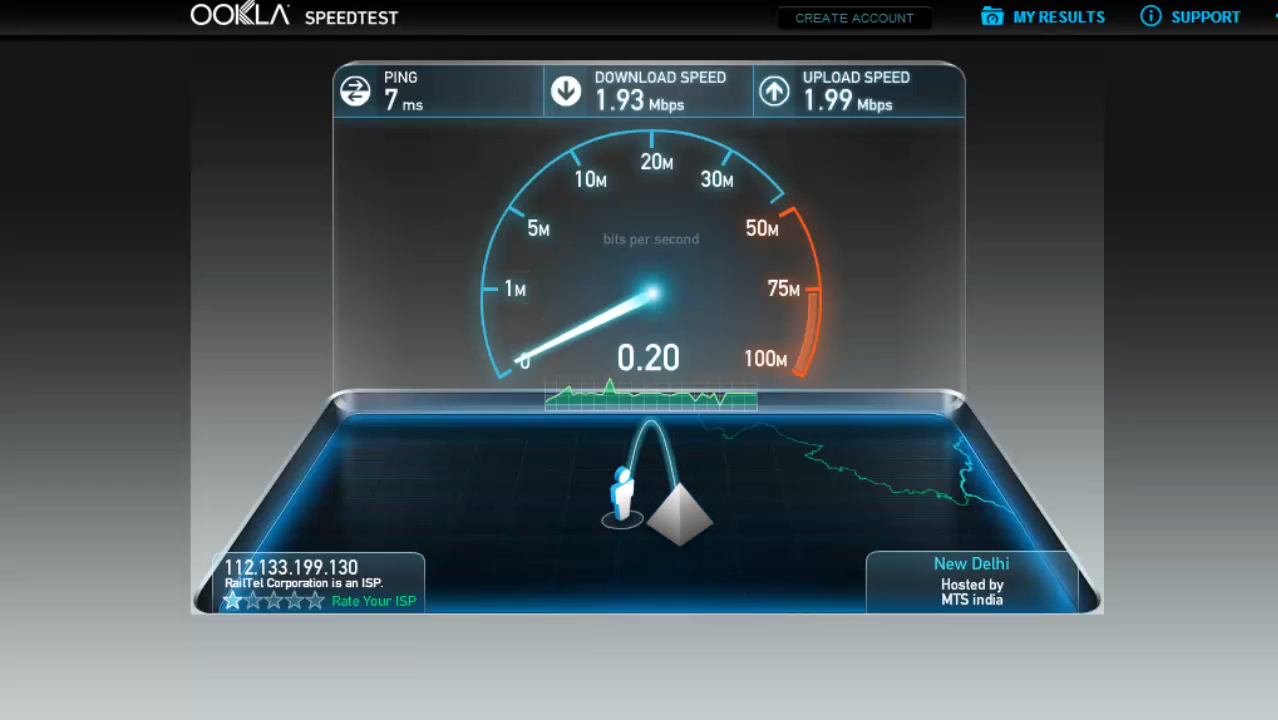 OOKLA SPEEDTEST
CREATE ACCOUNT
MY RESULTS
SUPPORT
PING
7 ms
DOWNLOAD SPEED
1.93 Mbps
UPLOAD SPEED
1.99 Mbps
20M
10M
30M
5M
50M
bits per second
1M
75M
0
0.20
100M
112.133.199.130
RailTel Corporation is an ISP.
Rate Your ISP
New Delhi
Hosted by
MTS india